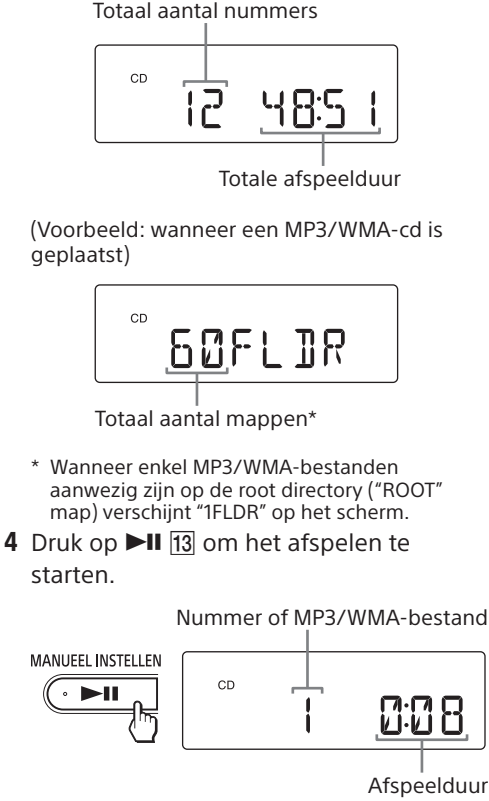 Totaal aantal nummers
CD
12 48:51
Totale afspeelduur
(Voorbeeld: wanneer een MP3/WMA-cd is
geplaatst)
CD
60FLDR
Totaal aantal mappen*
* Wanneer enkel MP3/WMA-bestanden
aanwezig zijn op de root directory (“ROOT”
map) verschijnt “1FLDR” op het scherm.
4 Druk op ►II 13 om het afspelen te
starten.
Nummer of MP3/WMA-bestand
MANUEEL INSTELLEN
►II
CD
1 0:08
Afspeelduur